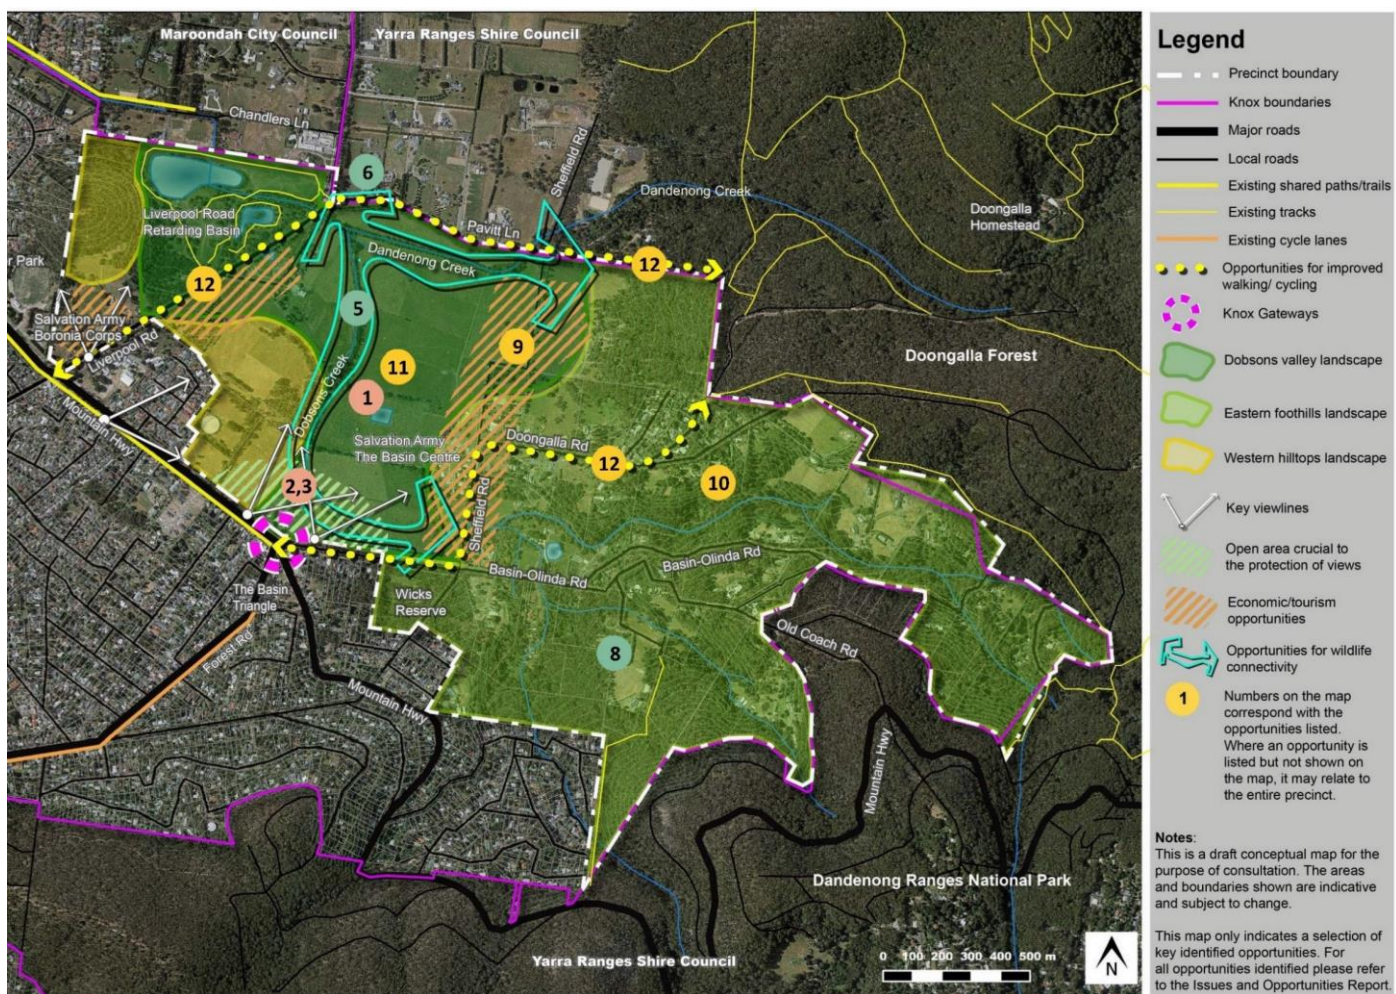 Maroondah City Council
Yarra Ranges Shire Council
Chandlers Ln
Sheffield Rd
6
Dandenong Creek
Liverpool Road
Retarding Basin
Doongalla
Homestead
Pavitt Ln
r Park
Dandenong Creek
12
12
5
Salvation Army
Boronia Corps
Liverpool Rd
9
Doongalla Forest
11
1
Dobsons Creek
Mountain Hwy
Salvation Army
The Basin Centre
Doongalla Rd
12
10
2,3
Sheffield Rd
Basin-Olinda Rd
Basin-Olinda Rd
The Basin
Triangle
Wicks
Reserve
Old Coach Rd
Forest Rd
8
Mountain Hwy
Mountain Hwy
Dandenong Ranges National Park
Yarra Ranges Shire Council
0 100 200 300 400 500 m
N
Legend
Precinct boundary
Knox boundaries
Major roads
Local roads
Existing shared paths/trails
Existing tracks
Existing cycle lanes
Opportunities for improved
walking/ cycling
Knox Gateways
Dobsons valley landscape
Eastern foothills landscape
Western hilltops landscape
Key viewlines
Open area crucial to
the protection of views
Economic/tourism
opportunities
Opportunities for wildlife
connectivity
1
Numbers on the map
correspond with the
opportunities listed.
Where an opportunity is
listed but not shown on
the map, it may relate to
the entire precinct.
Notes:
This is a draft conceptual map for the
purpose of consultation. The areas
and boundaries shown are indicative
and subject to change.
This map only indicates a selection of
key identified opportunities. For
all opportunities identified please refer
to the Issues and Opportunities Report.